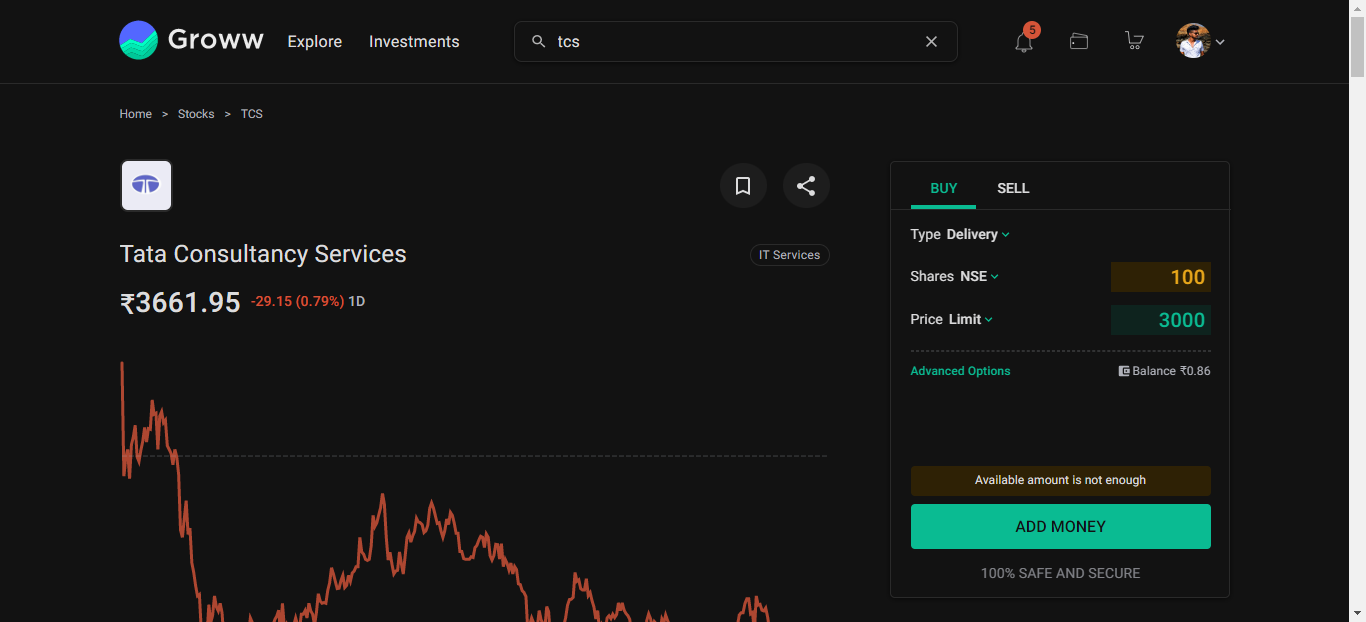 Groww Explore Investments tcs 5
Home > Stocks > TCS
BUY SELL
Type Delivery
Tata Consultancy Services IT Services
Shares NSE 100
₹3661.95 -29.15 (0.79%) 1D
Price Limit 3000
Advanced Options Balance ₹0.86
Available amount is not enough
ADD MONEY
100% SAFE AND SECURE